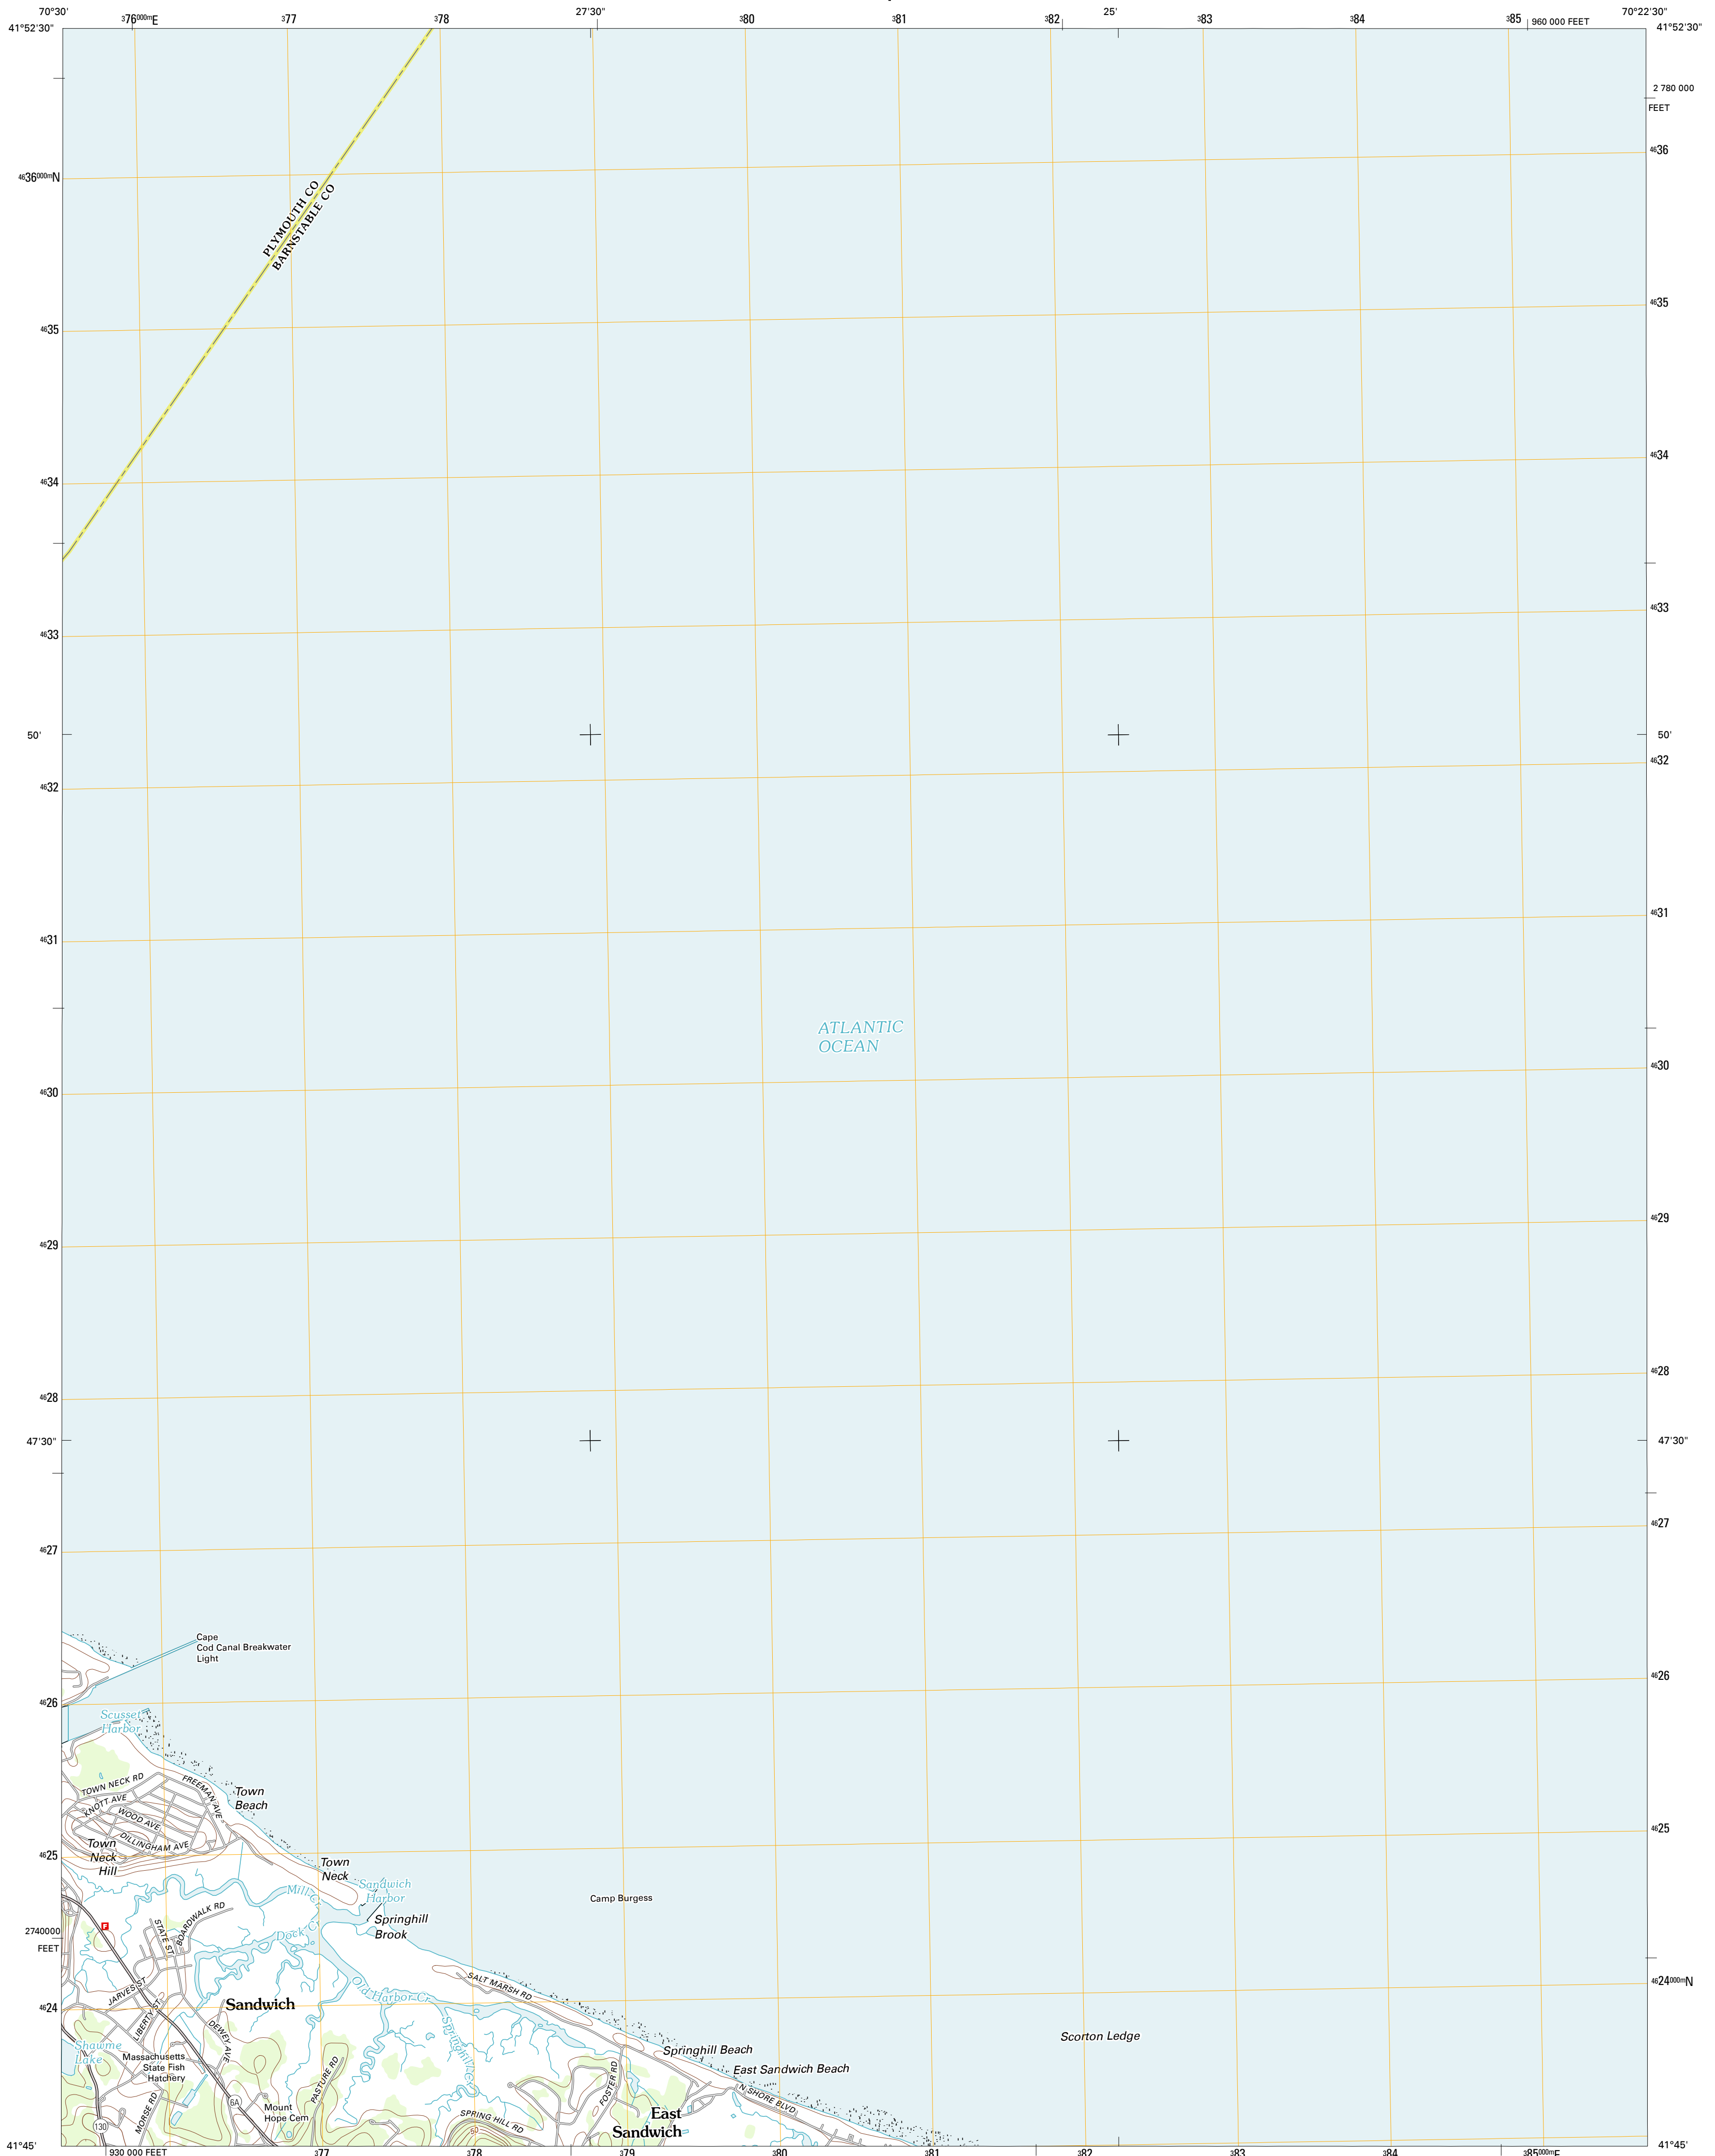 70°30'
³76⁰⁰⁰ᵐE
³77
³78
27'30"
³80
³81
³82
25'
³83
³84
³85
960 000 FEET
70°22'30"
41°52'30"
41°52'30"
2 780 000
FEET
⁴⁶36⁰⁰⁰ᵐN
⁴⁶36
PLYMOUTH CO
BARNSTABLE CO
⁴⁶35
⁴⁶35
⁴⁶34
⁴⁶34
⁴⁶33
⁴⁶33
50'
50'
⁴⁶32
⁴⁶32
⁴⁶31
⁴⁶31
ATLANTIC
OCEAN
⁴⁶30
⁴⁶30
⁴⁶29
⁴⁶29
⁴⁶28
⁴⁶28
47'30"
47'30"
⁴⁶27
⁴⁶27
Cape
Cod Canal Breakwater
Light
⁴⁶26
⁴⁶26
Scusset
Harbor
TOWN NECK RD
FREEMAN AVE
KNOTT AVE
WOOD AVE
DILLINGHAM AVE
Town
Beach
Town
Neck
Hill
⁴⁶25
⁴⁶25
Town
Neck
Sandwich
Harbor
Mill Cr
Camp Burgess
Springhill
Brook
Dock Cr
F
STATE ST
BOARDWALK RD
2740000
FEET
JARVES ST
LIBERTY ST
Old Harbor Cr
SALT MARSH RD
⁴⁶24⁰⁰⁰ᵐN
⁴⁶24
Sandwich
DEWEY AVE
Springhill Cr
Scorton Ledge
Shawme
Lake
Springhill Beach
East Sandwich Beach
Massachusetts
State Fish
Hatchery
MORSE RD
6A
130
Mount
Hope Cem
PASTURE RD
FOSTER RD
N SHORE BLVD
SPRING HILL RD
50
East
Sandwich
41°45'
930 000 FEET
³77
³78
³79
³80
³81
³82
³83
³84
³85⁰⁰⁰ᵐE
41°45'